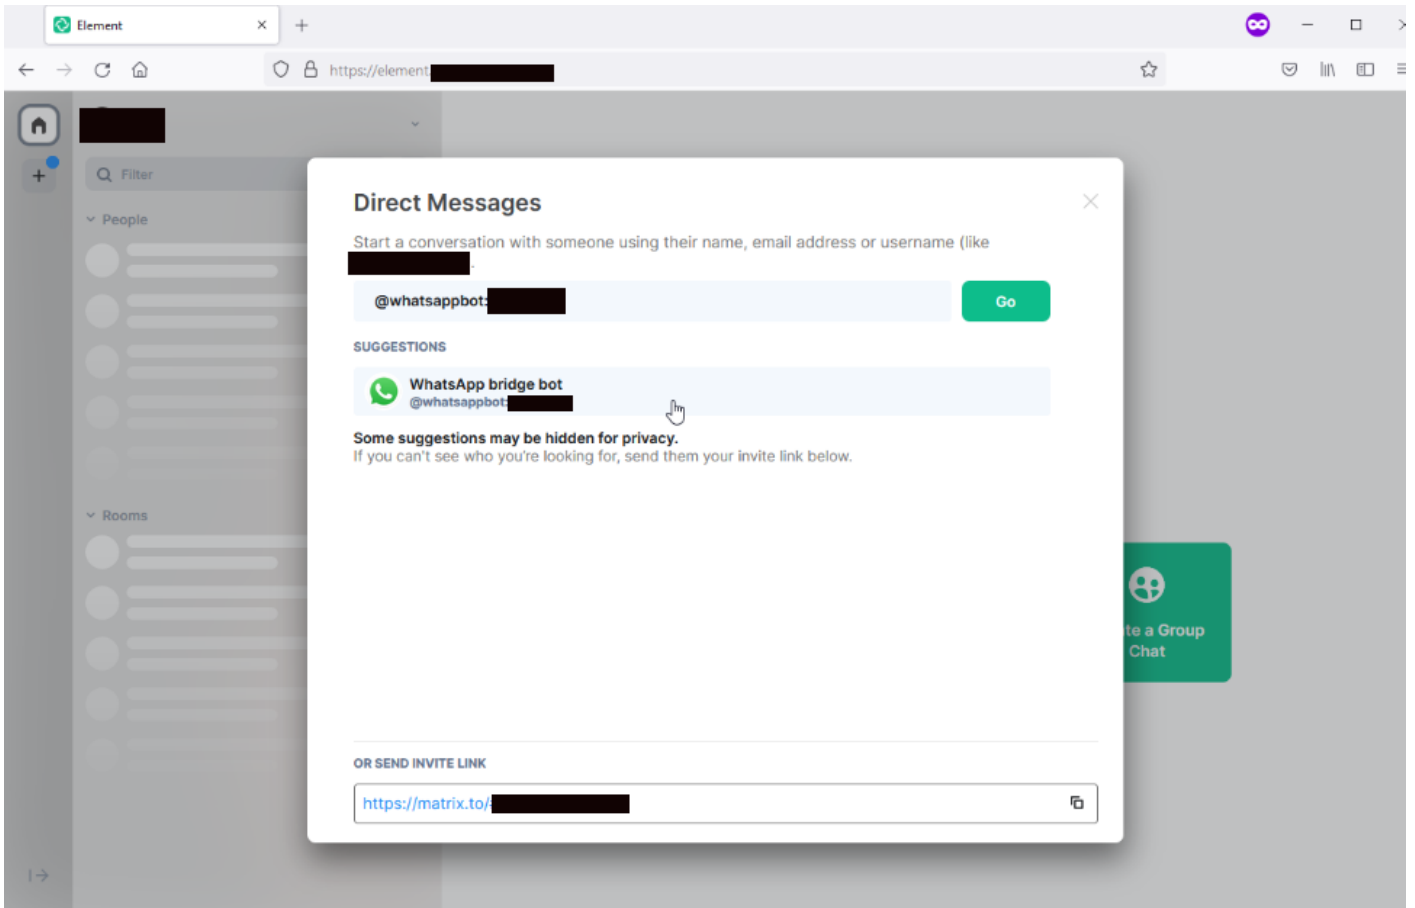 Element
https://element.
Filter
People
Rooms
Direct Messages
Start a conversation with someone using their name, email address or username (like
.
@whatsappbot:
Go
SUGGESTIONS
WhatsApp bridge bot
@whatsappbot:
Some suggestions may be hidden for privacy.
If you can't see who you're looking for, send them your invite link below.
te a Group
Chat
OR SEND INVITE LINK
https://matrix.to/